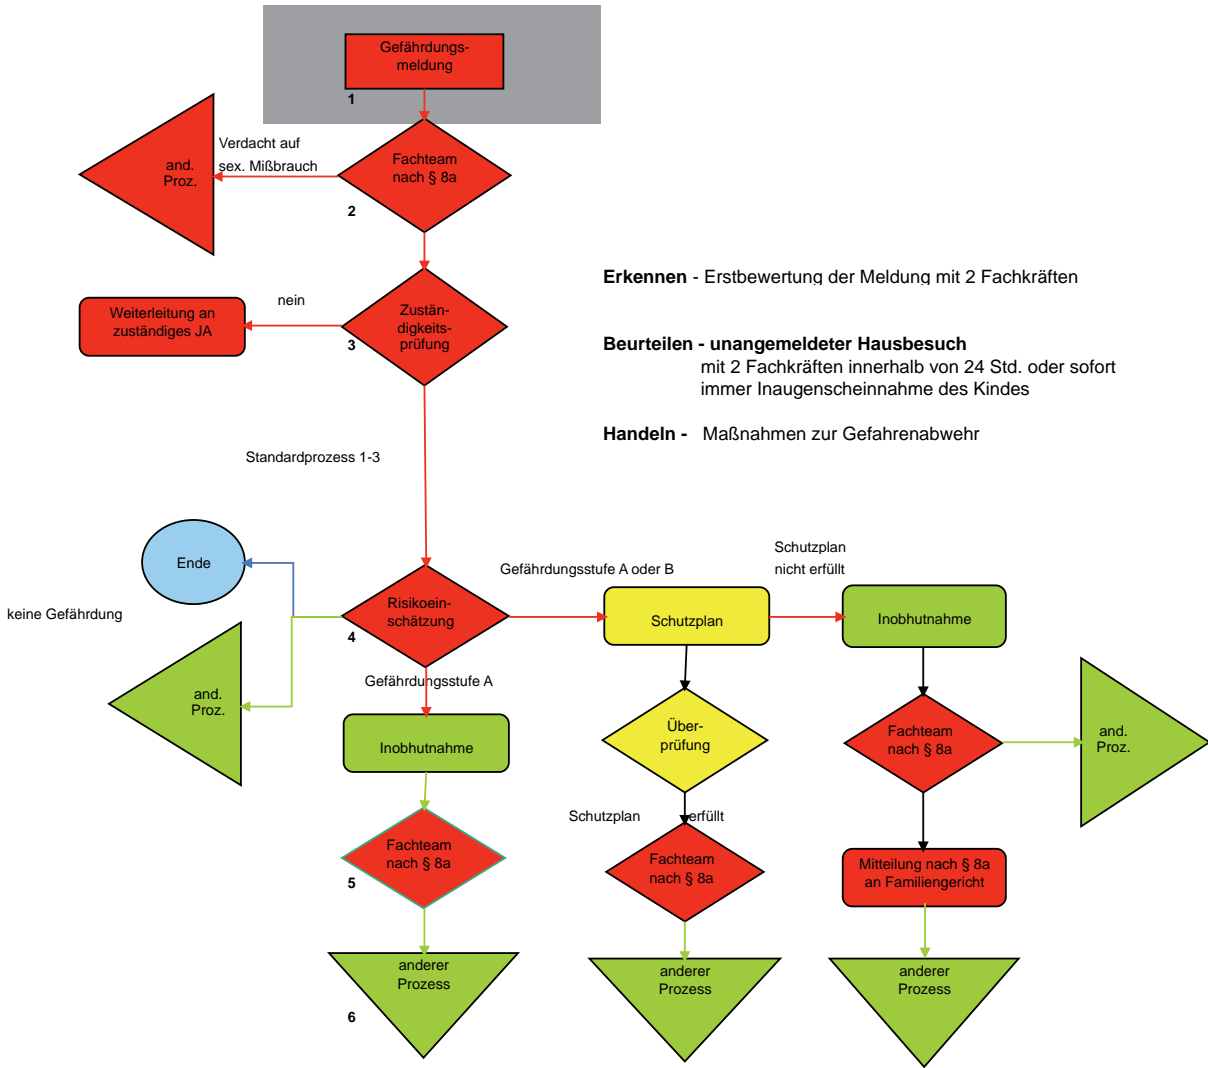 Gefährdungs-
meldung
1
Verdacht auf
sex. Mißbrauch
and.
Proz.
Fachteam
nach § 8a
2
Erkennen - Erstbewertung der Meldung mit 2 Fachkräften
nein
Weiterleitung an
zuständiges JA
Zustän-
digkeits-
prüfung
3
Beurteilen - unangemeldeter Hausbesuch
mit 2 Fachkräften innerhalb von 24 Std. oder sofort
immer Inaugenscheinnahme des Kindes
Handeln - Maßnahmen zur Gefahrenabwehr
Standardprozess 1-3
Ende
Gefährdungsstufe A oder B
Schutzplan
nicht erfüllt
keine Gefährdung
Risikoein-
schätzung
4
Schutzplan
Inobhutnahme
and.
Proz.
Gefährdungsstufe A
Inobhutnahme
Über-
prüfung
Fachteam
nach § 8a
and.
Proz.
Schutzplan erfüllt
Fachteam
nach § 8a
5
Fachteam
nach § 8a
Mitteilung nach § 8a
an Familiengericht
anderer
Prozess
6
anderer
Prozess
anderer
Prozess